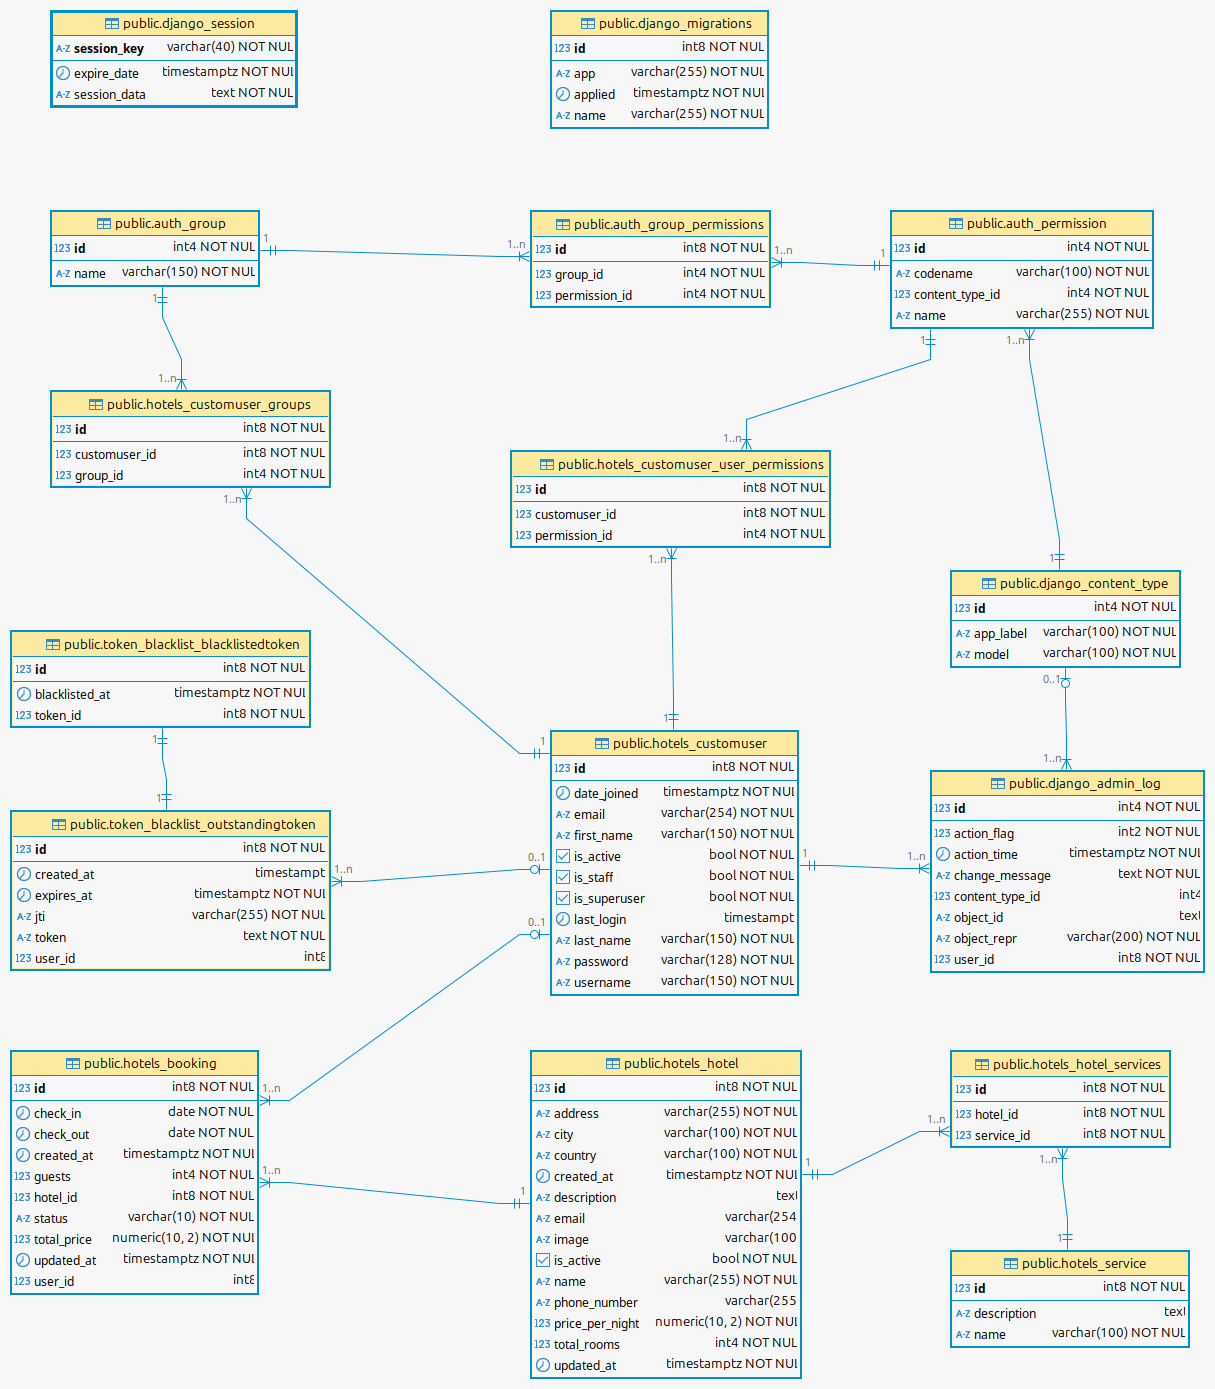 public.django_session
A-Z session_key varchar(40) NOT NUL
expire_date timestamptz NOT NUL
A-Z session_data text NOT NUL
public.django_migrations
123 id int8 NOT NUL
A-Z app varchar(255) NOT NUL
applied timestamptz NOT NUL
A-Z name varchar(255) NOT NUL
public.auth_group
123 id int4 NOT NUL
A-Z name varchar(150) NOT NUL
1
1..n
public.auth_group_permissions
123 id int8 NOT NUL
123 group_id int4 NOT NUL
123 permission_id int4 NOT NUL
1..n
1
public.auth_permission
123 id int4 NOT NUL
A-Z codename varchar(100) NOT NUL
123 content_type_id int4 NOT NUL
A-Z name varchar(255) NOT NUL
1
1..n
1
1..n
public.hotels_customuser_groups
123 id int8 NOT NUL
123 customuser_id int8 NOT NUL
123 group_id int4 NOT NUL
1..n
1..n
public.hotels_customuser_user_permissions
123 id int8 NOT NUL
123 customuser_id int8 NOT NUL
123 permission_id int4 NOT NUL
1..n
1
public.django_content_type
123 id int4 NOT NUL
A-Z app_label varchar(100) NOT NUL
A-Z model varchar(100) NOT NUL
0..1
1..n
public.token_blacklist_blacklistedtoken
123 id int8 NOT NUL
blacklisted_at timestamptz NOT NUL
123 token_id int8 NOT NUL
1
1
public.token_blacklist_outstandingtoken
123 id int8 NOT NUL
created_at timestampt
expires_at timestamptz NOT NUL
A-Z jti varchar(255) NOT NUL
A-Z token text NOT NUL
123 user_id int8
1..n
0..1
1
1
public.hotels_customuser
123 id int8 NOT NUL
date_joined timestamptz NOT NUL
A-Z email varchar(254) NOT NUL
A-Z first_name varchar(150) NOT NUL
is_active bool NOT NUL
is_staff bool NOT NUL
is_superuser bool NOT NUL
last_login timestampt
A-Z last_name varchar(150) NOT NUL
A-Z password varchar(128) NOT NUL
A-Z username varchar(150) NOT NUL
0..1
1
1..n
public.django_admin_log
123 id int4 NOT NUL
123 action_flag int2 NOT NUL
action_time timestamptz NOT NUL
A-Z change_message text NOT NUL
123 content_type_id int4
A-Z object_id text
A-Z object_repr varchar(200) NOT NUL
123 user_id int8 NOT NUL
public.hotels_booking
123 id int8 NOT NUL
check_in date NOT NUL
check_out date NOT NUL
created_at timestamptz NOT NUL
123 guests int4 NOT NUL
123 hotel_id int8 NOT NUL
A-Z status varchar(10) NOT NUL
123 total_price numeric(10, 2) NOT NUL
updated_at timestamptz NOT NUL
123 user_id int8
1..n
1..n
1
public.hotels_hotel
123 id int8 NOT NUL
A-Z address varchar(255) NOT NUL
A-Z city varchar(100) NOT NUL
A-Z country varchar(100) NOT NUL
created_at timestamptz NOT NUL
A-Z description text
A-Z email varchar(254
A-Z image varchar(100
is_active bool NOT NUL
A-Z name varchar(255) NOT NUL
A-Z phone_number varchar(255
123 price_per_night numeric(10, 2) NOT NUL
123 total_rooms int4 NOT NUL
updated_at timestamptz NOT NUL
1
1..n
public.hotels_hotel_services
123 id int8 NOT NUL
123 hotel_id int8 NOT NUL
123 service_id int8 NOT NUL
1..n
1
public.hotels_service
123 id int8 NOT NUL
A-Z description text
A-Z name varchar(100) NOT NUL